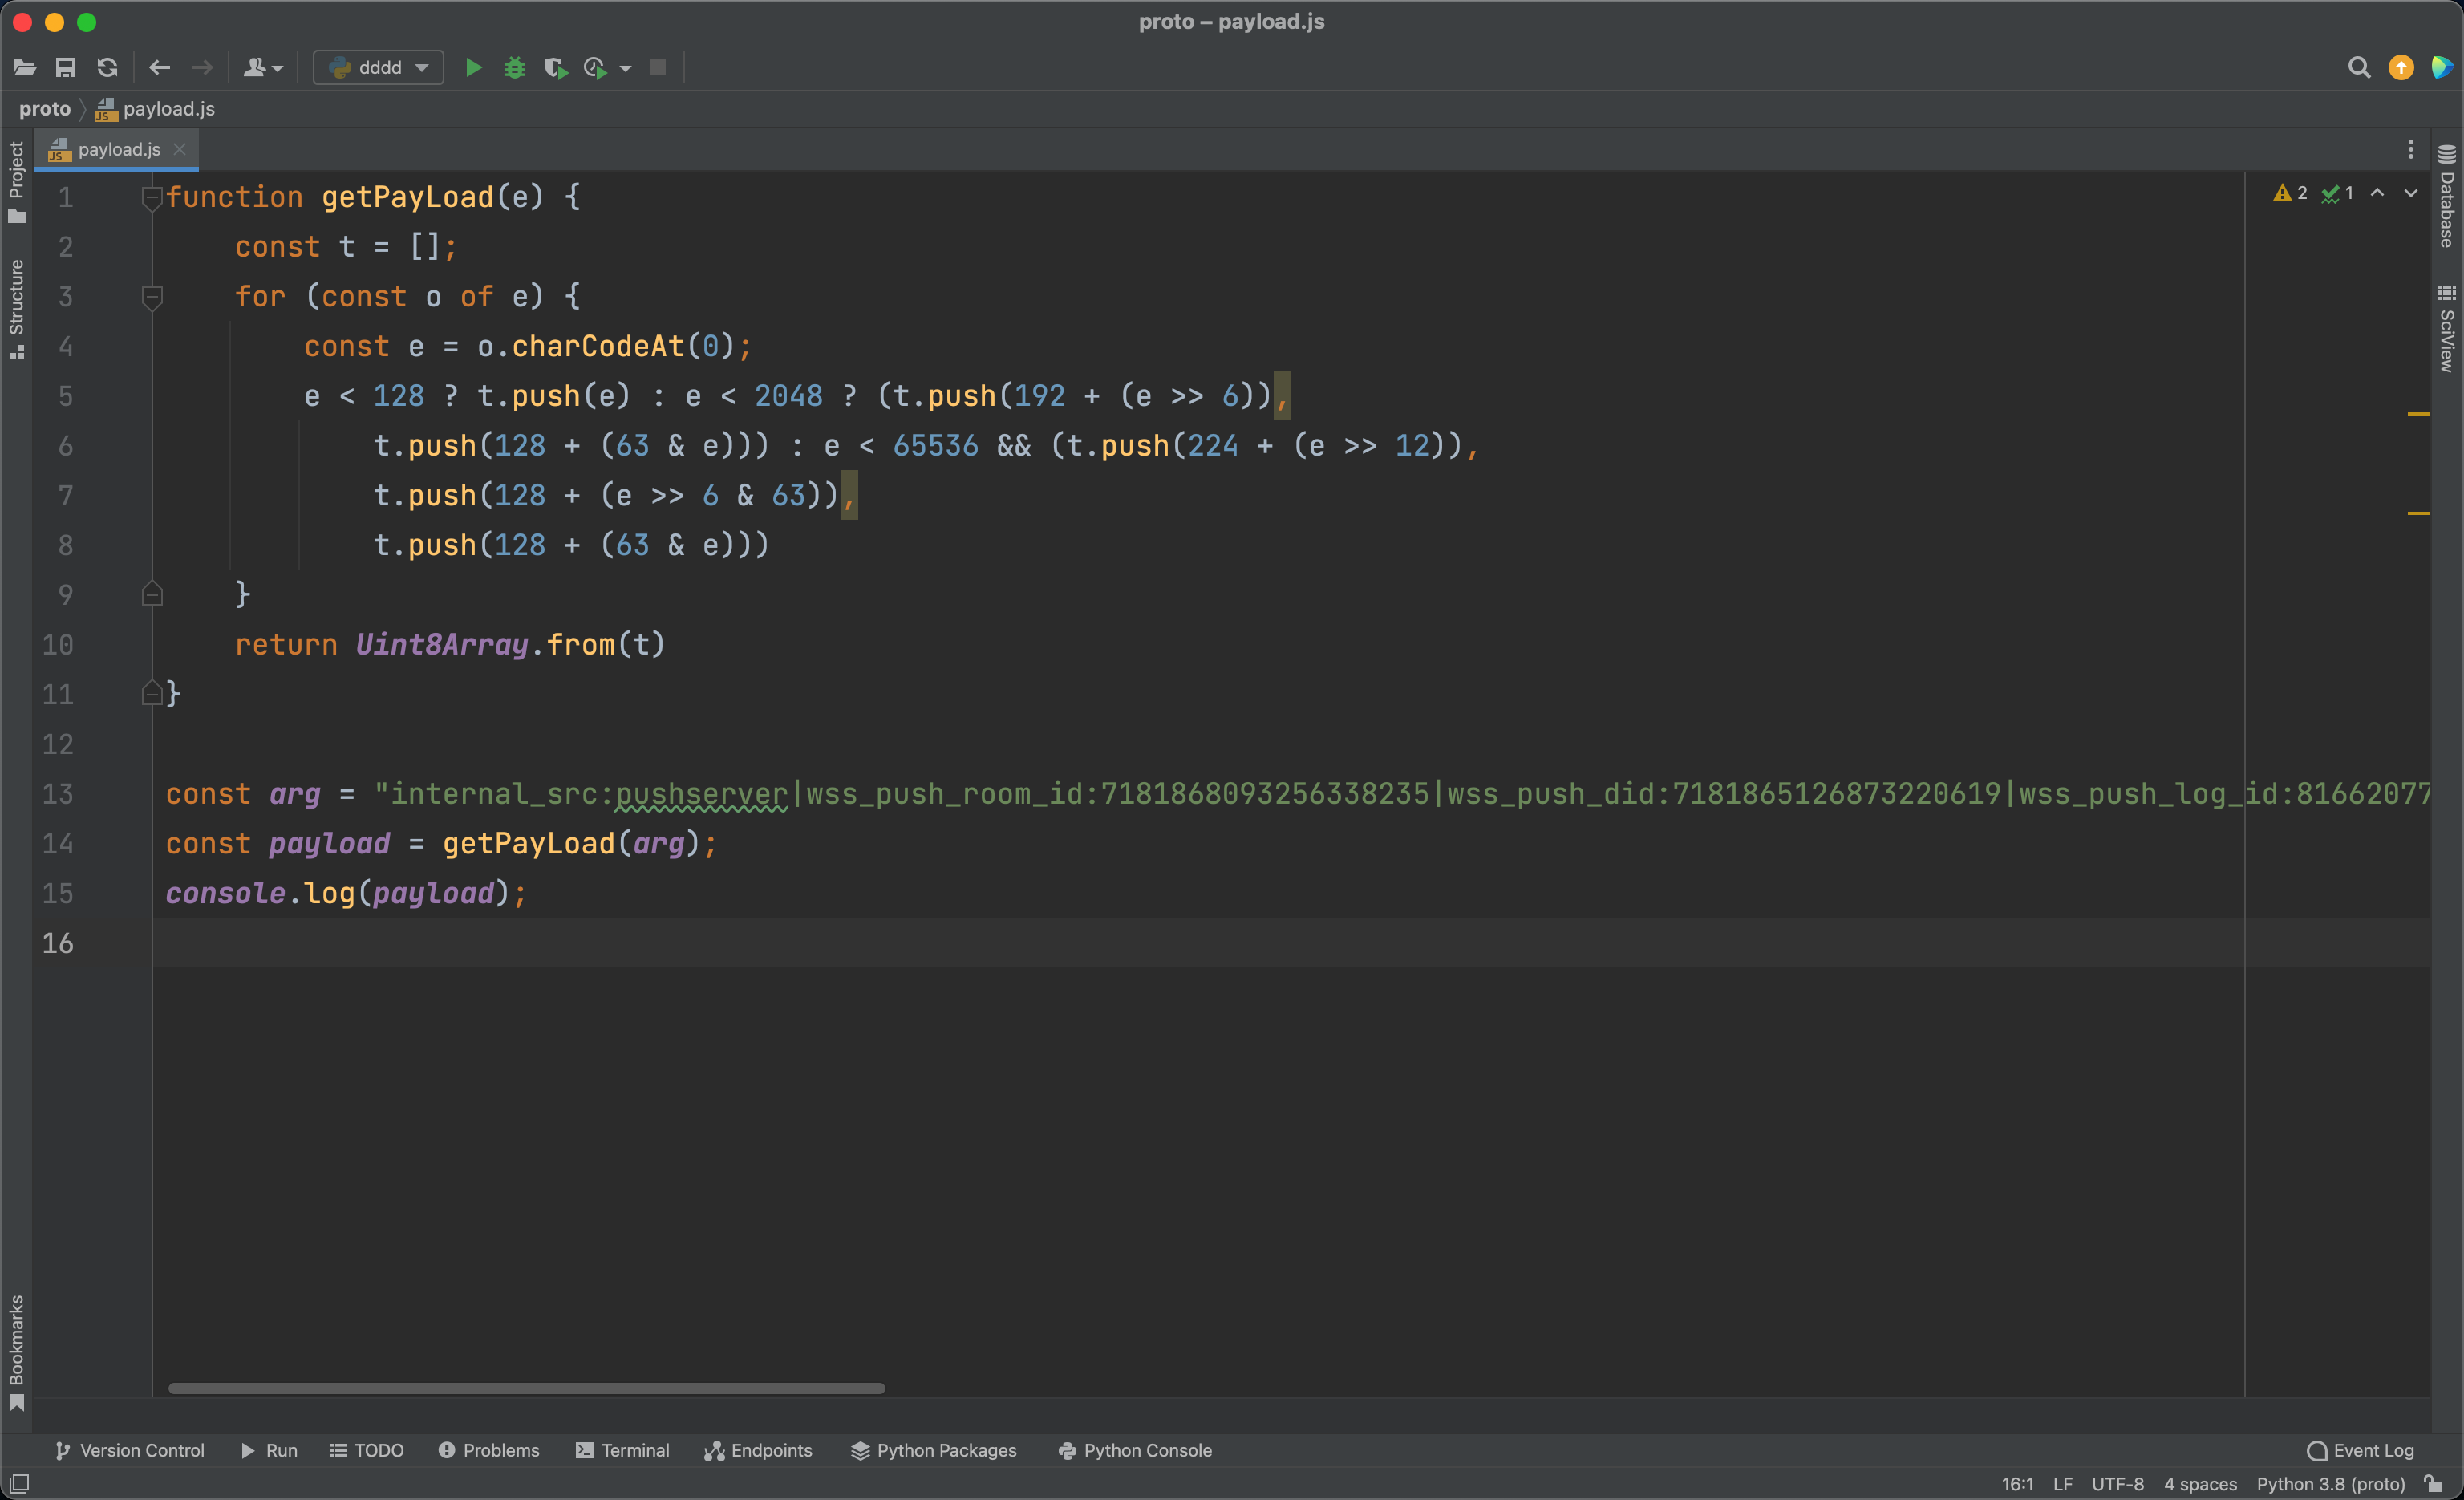 proto – payload.js
dddd
proto
payload.js
payload.js
Project
Structure
Bookmarks
Database
SciView
2
1
1 function getPayLoad(e) {
2     const t = [];
3     for (const o of e) {
4         const e = o.charCodeAt(0);
5         e < 128 ? t.push(e) : e < 2048 ? (t.push(192 + (e >> 6)),
6             t.push(128 + (63 & e))) : e < 65536 && (t.push(224 + (e >> 12)),
7             t.push(128 + (e >> 6 & 63)),
8             t.push(128 + (63 & e)))
9     }
10     return Uint8Array.from(t)
11 }
12
13 const arg = "internal_src:pushserver|wss_push_room_id:7181868093256338235|wss_push_did:7181865126873220619|wss_push_log_id:81662077
14 const payload = getPayLoad(arg);
15 console.log(payload);
16
Version Control
Run
TODO
Problems
Terminal
Endpoints
Python Packages
Python Console
Event Log
16:1
LF
UTF-8
4 spaces
Python 3.8 (proto)